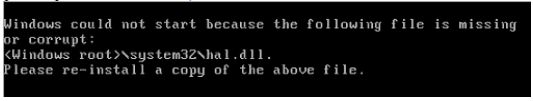 Windows could not start because the following file is missing
or corrupt:
<Windows root>\system32\hal.dll.
Please re-install a copy of the above file.